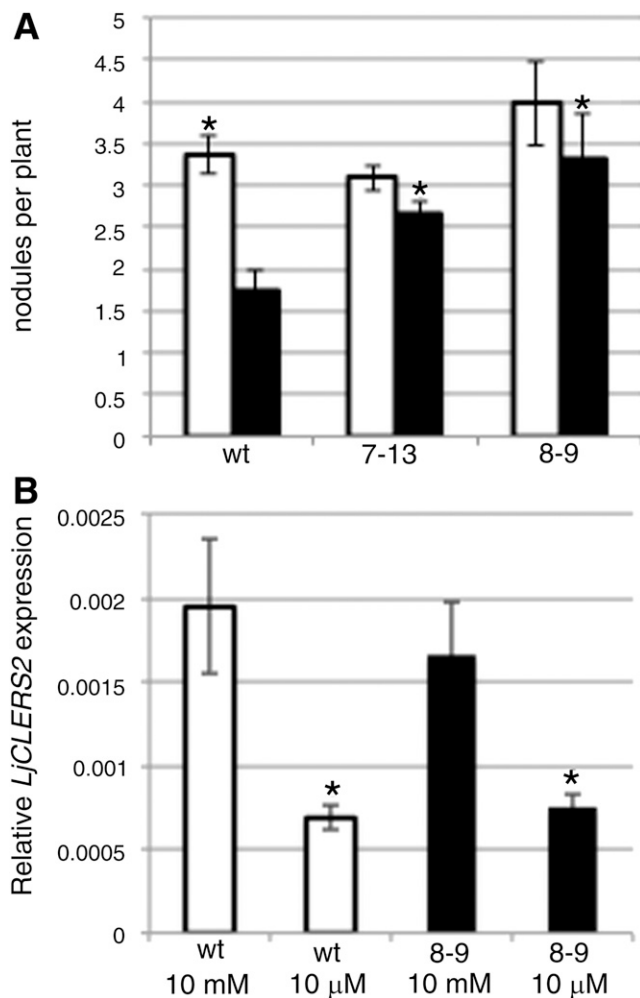 A
nodules per plant
5
4.5
4
3.5
3
2.5
2
1.5
1
0.5
0
* * *
wt 7-13 8-9
B
Relative LjCLERS2 expression
0.0025
0.002
0.0015
0.001
0.0005
0
* *
wt wt 8-9 8-9
10 mM 10 μM 10 mM 10 μM